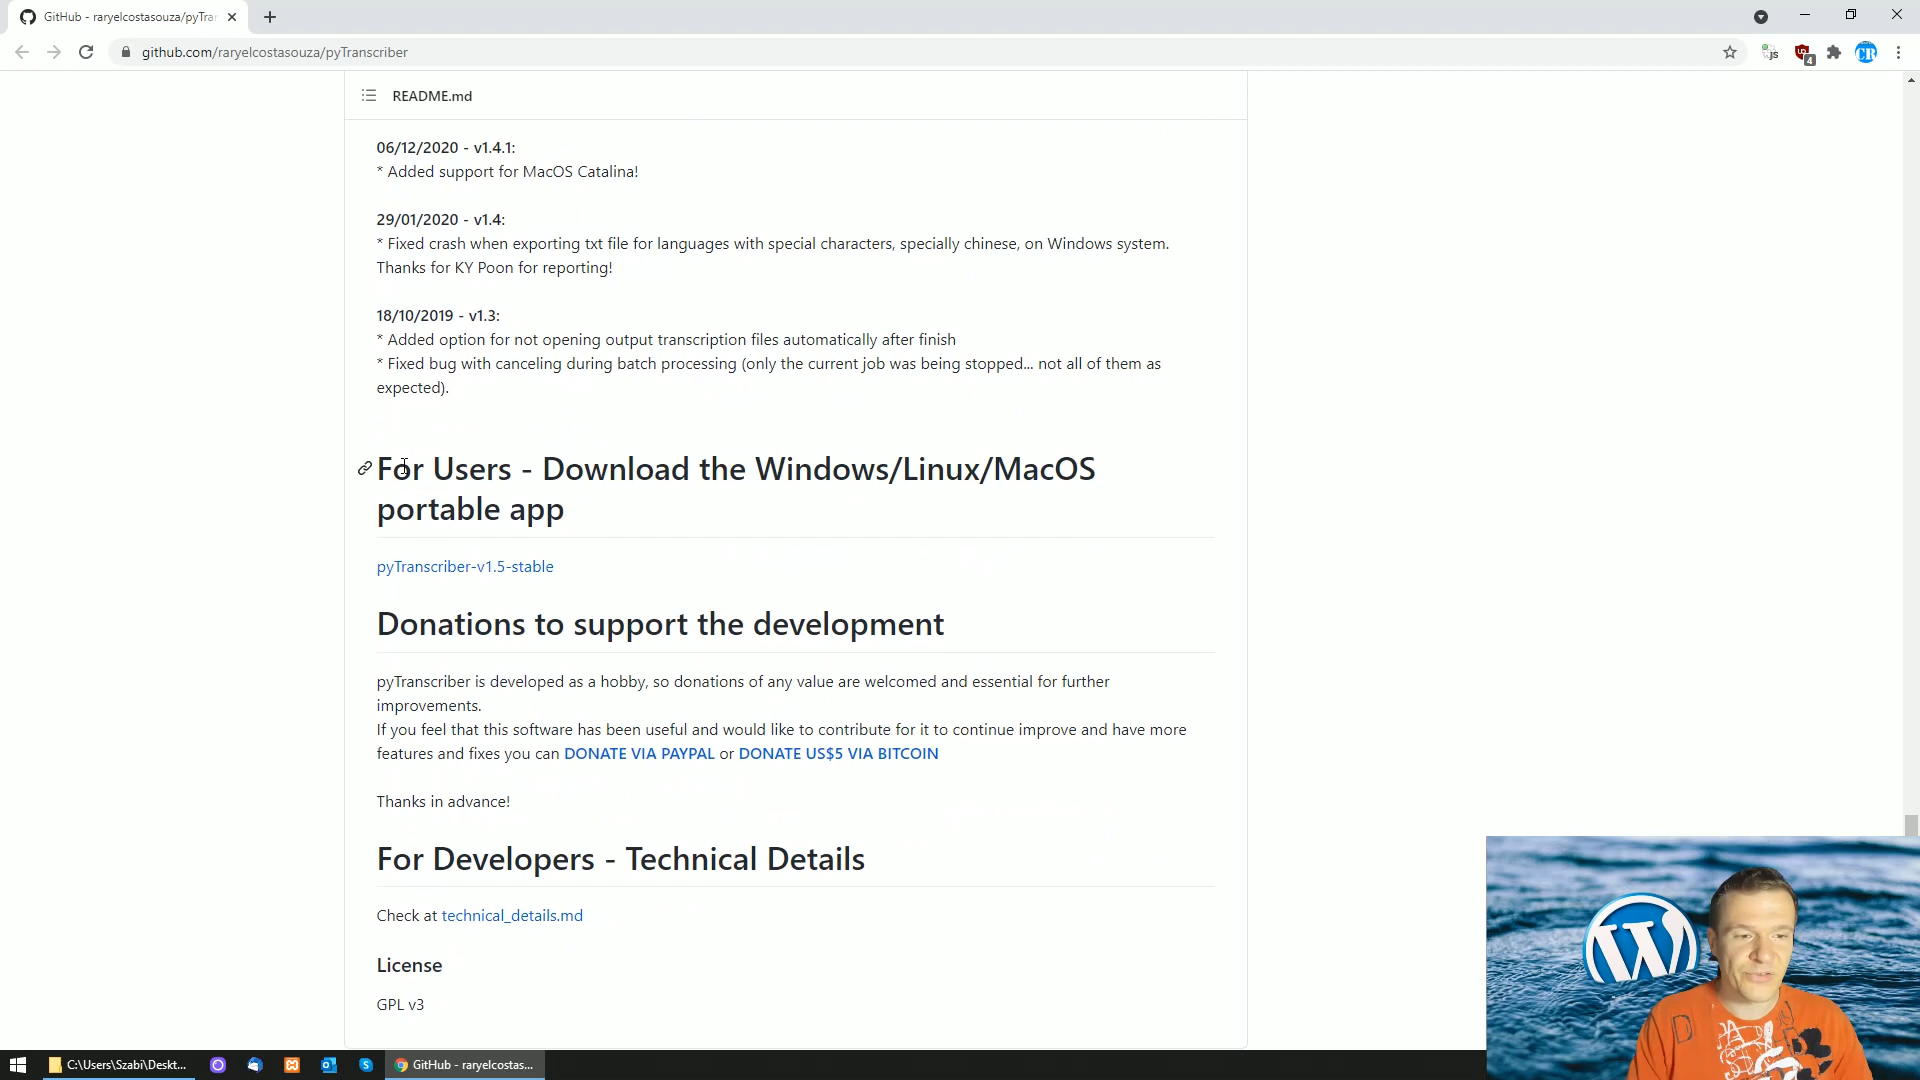 GitHub - raryelcostasouza/pyTrar
github.com/raryelcostasouza/pyTranscriber
JS
4
CR
README.md
06/12/2020 - v1.4.1:
* Added support for MacOS Catalina!
29/01/2020 - v1.4:
* Fixed crash when exporting txt file for languages with special characters, specially chinese, on Windows system.
Thanks for KY Poon for reporting!
18/10/2019 - v1.3:
* Added option for not opening output transcription files automatically after finish
* Fixed bug with canceling during batch processing (only the current job was being stopped... not all of them as
expected).
For Users - Download the Windows/Linux/MacOS
portable app
pyTranscriber-v1.5-stable
Donations to support the development
pyTranscriber is developed as a hobby, so donations of any value are welcomed and essential for further
improvements.
If you feel that this software has been useful and would like to contribute for it to continue improve and have more
features and fixes you can DONATE VIA PAYPAL or DONATE US$5 VIA BITCOIN
Thanks in advance!
For Developers - Technical Details
Check at technical_details.md
License
GPL v3
W
C:\Users\Szabi\Deskt...
GitHub - raryelcostas...